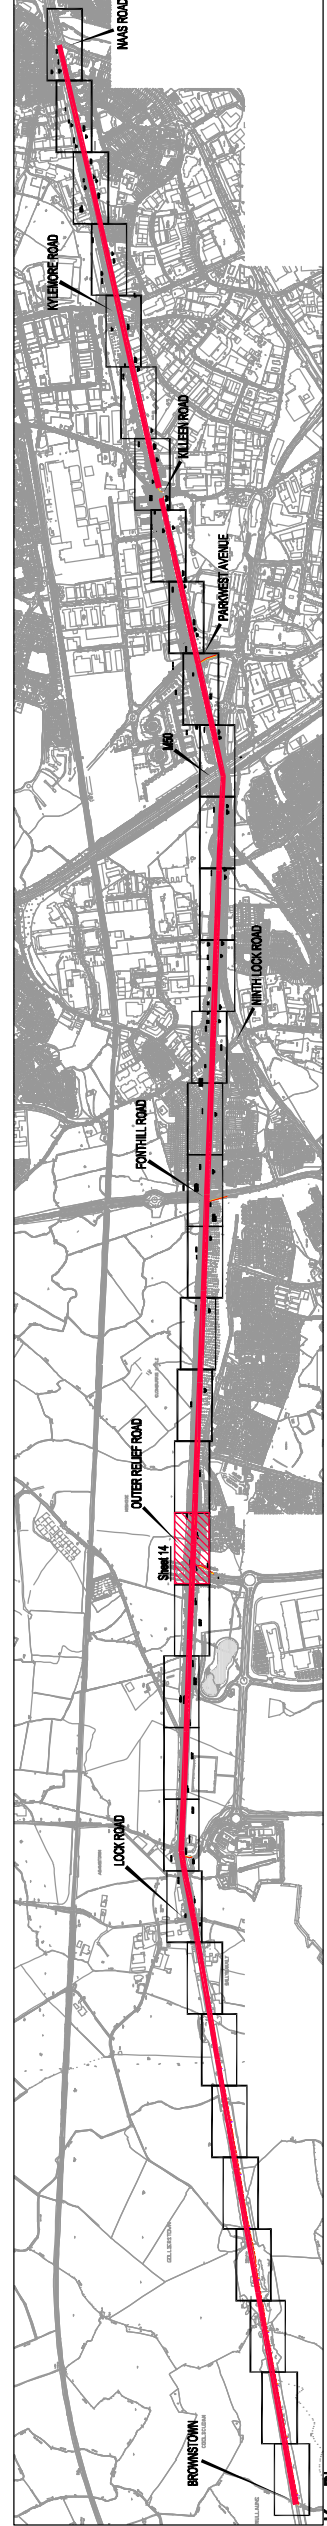 NAAS ROAD
KYLEMORE ROAD
KILLEEN ROAD
PARKWEST AVENUE
M50
NINTH LOCK ROAD
FONTHILL ROAD
OUTER RELIEF ROAD
Sheet 14
LOCK ROAD
BROWNSTOWN